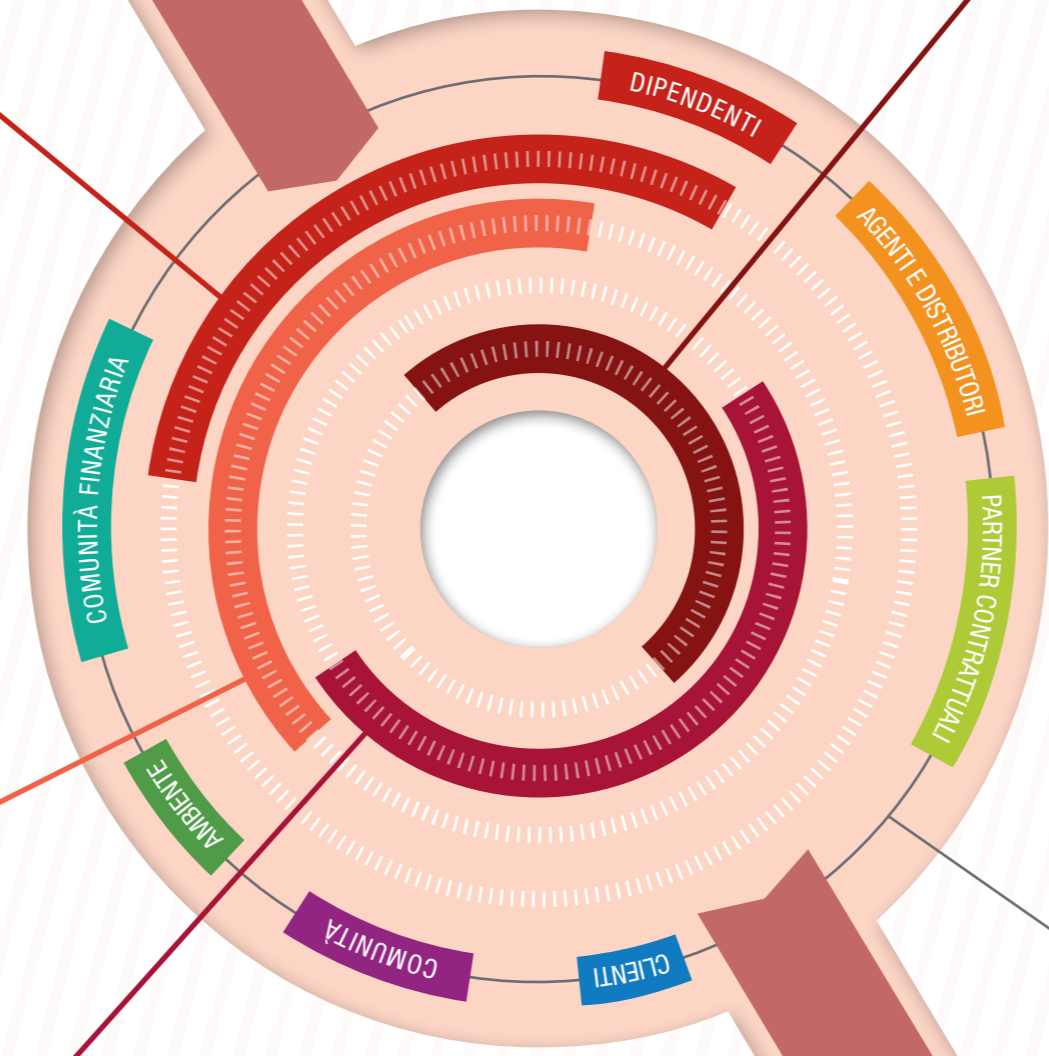 DIPENDENTI
AGENTI E DISTRIBUTORI
PARTNER CONTRATTUALI
CLIENTI
COMUNITÀ
AMBIENTE
COMUNITÀ FINANZIARIA